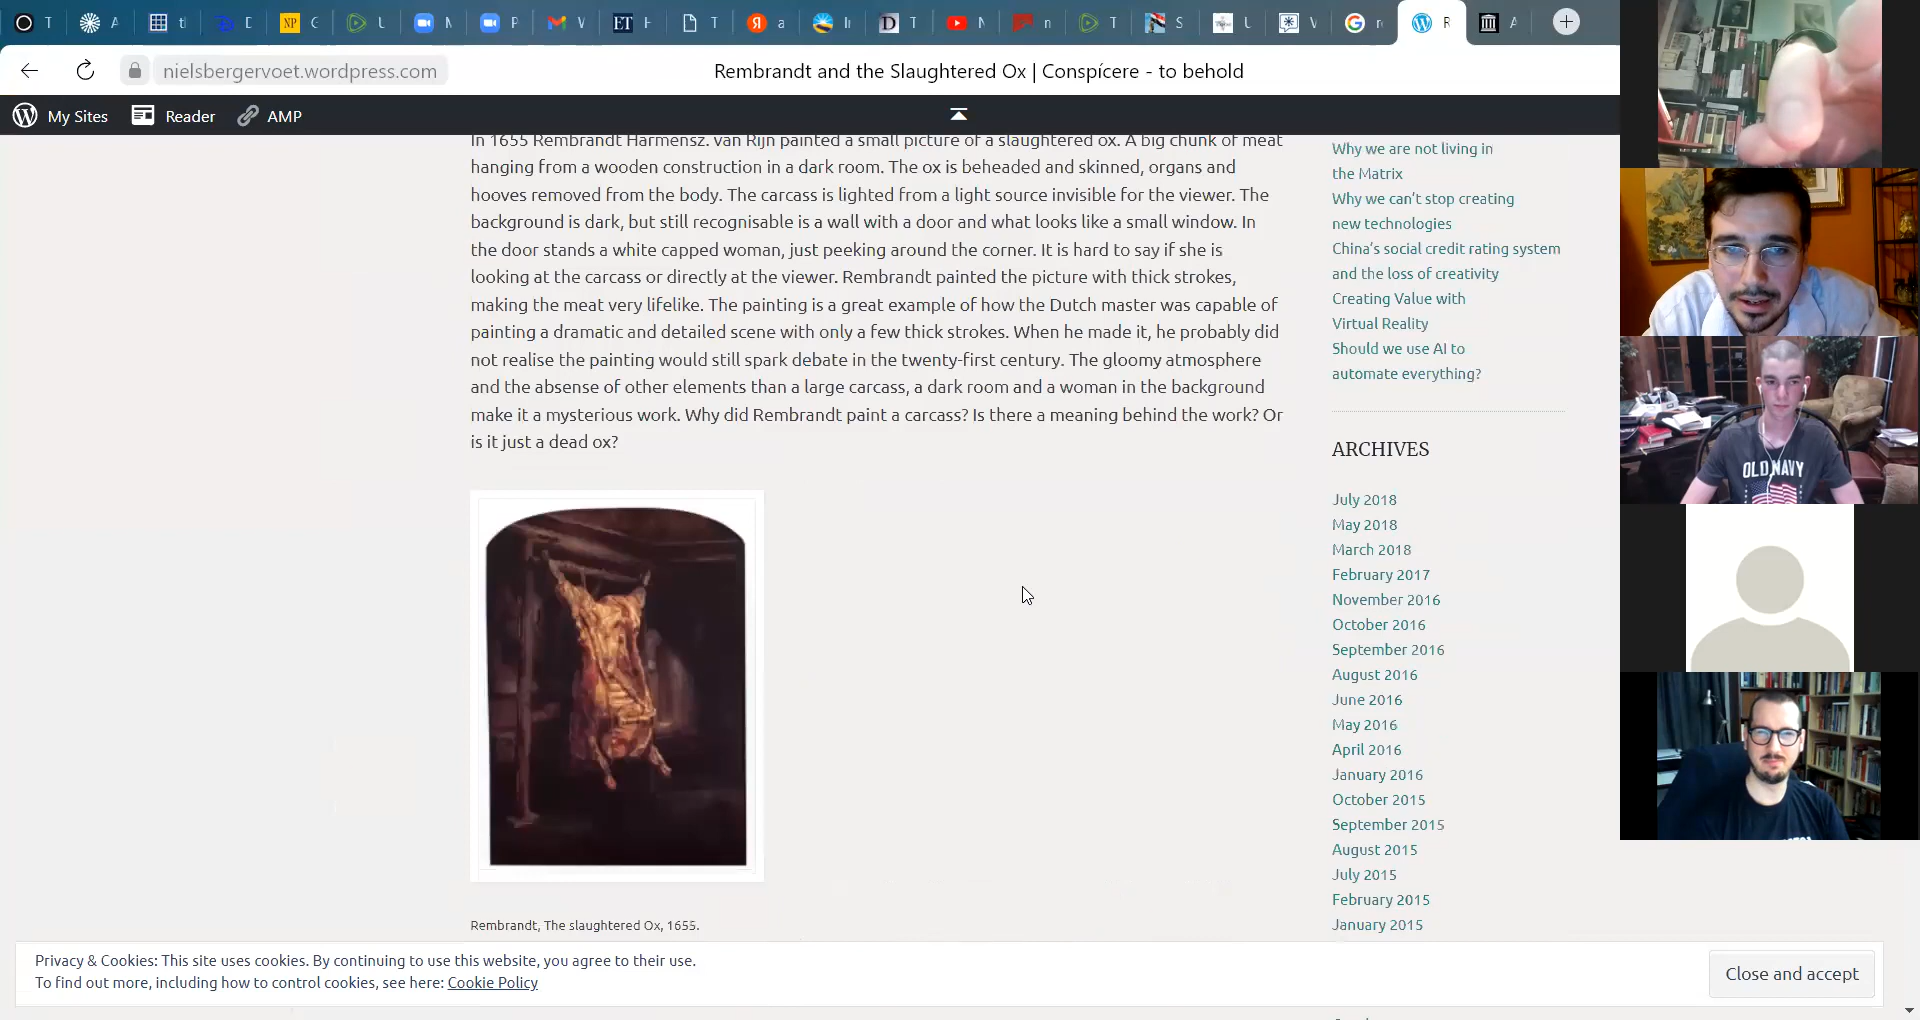 T
A
tl
D
NP
C
U
M
P
V
ET
H
T
Я
a
Ir
D
T
N
n
T
S
U
V
G
r
R
A
nielsbergervoet.wordpress.com
Rembrandt and the Slaughtered Ox | Conspícere - to behold
My Sites
Reader
AMP
In 1655 Rembrandt Harmensz. van Rijn painted a small picture of a slaughtered ox. A big chunk of meat
hanging from a wooden construction in a dark room. The ox is beheaded and skinned, organs and
hooves removed from the body. The carcass is lighted from a light source invisible for the viewer. The
background is dark, but still recognisable is a wall with a door and what looks like a small window. In
the door stands a white capped woman, just peeking around the corner. It is hard to say if she is
looking at the carcass or directly at the viewer. Rembrandt painted the picture with thick strokes,
making the meat very lifelike. The painting is a great example of how the Dutch master was capable of
painting a dramatic and detailed scene with only a few thick strokes. When he made it, he probably did
not realise the painting would still spark debate in the twenty-first century. The gloomy atmosphere
and the absense of other elements than a large carcass, a dark room and a woman in the background
make it a mysterious work. Why did Rembrandt paint a carcass? Is there a meaning behind the work? Or
is it just a dead ox?
Rembrandt, The slaughtered Ox, 1655.
Why we are not living in
the Matrix
Why we can't stop creating
new technologies
China's social credit rating system
and the loss of creativity
Creating Value with
Virtual Reality
Should we use AI to
automate everything?
ARCHIVES
July 2018
May 2018
March 2018
February 2017
November 2016
October 2016
September 2016
August 2016
June 2016
May 2016
April 2016
January 2016
October 2015
September 2015
August 2015
July 2015
February 2015
January 2015
OLD NAVY
Privacy & Cookies: This site uses cookies. By continuing to use this website, you agree to their use.
To find out more, including how to control cookies, see here: Cookie Policy
Close and accept